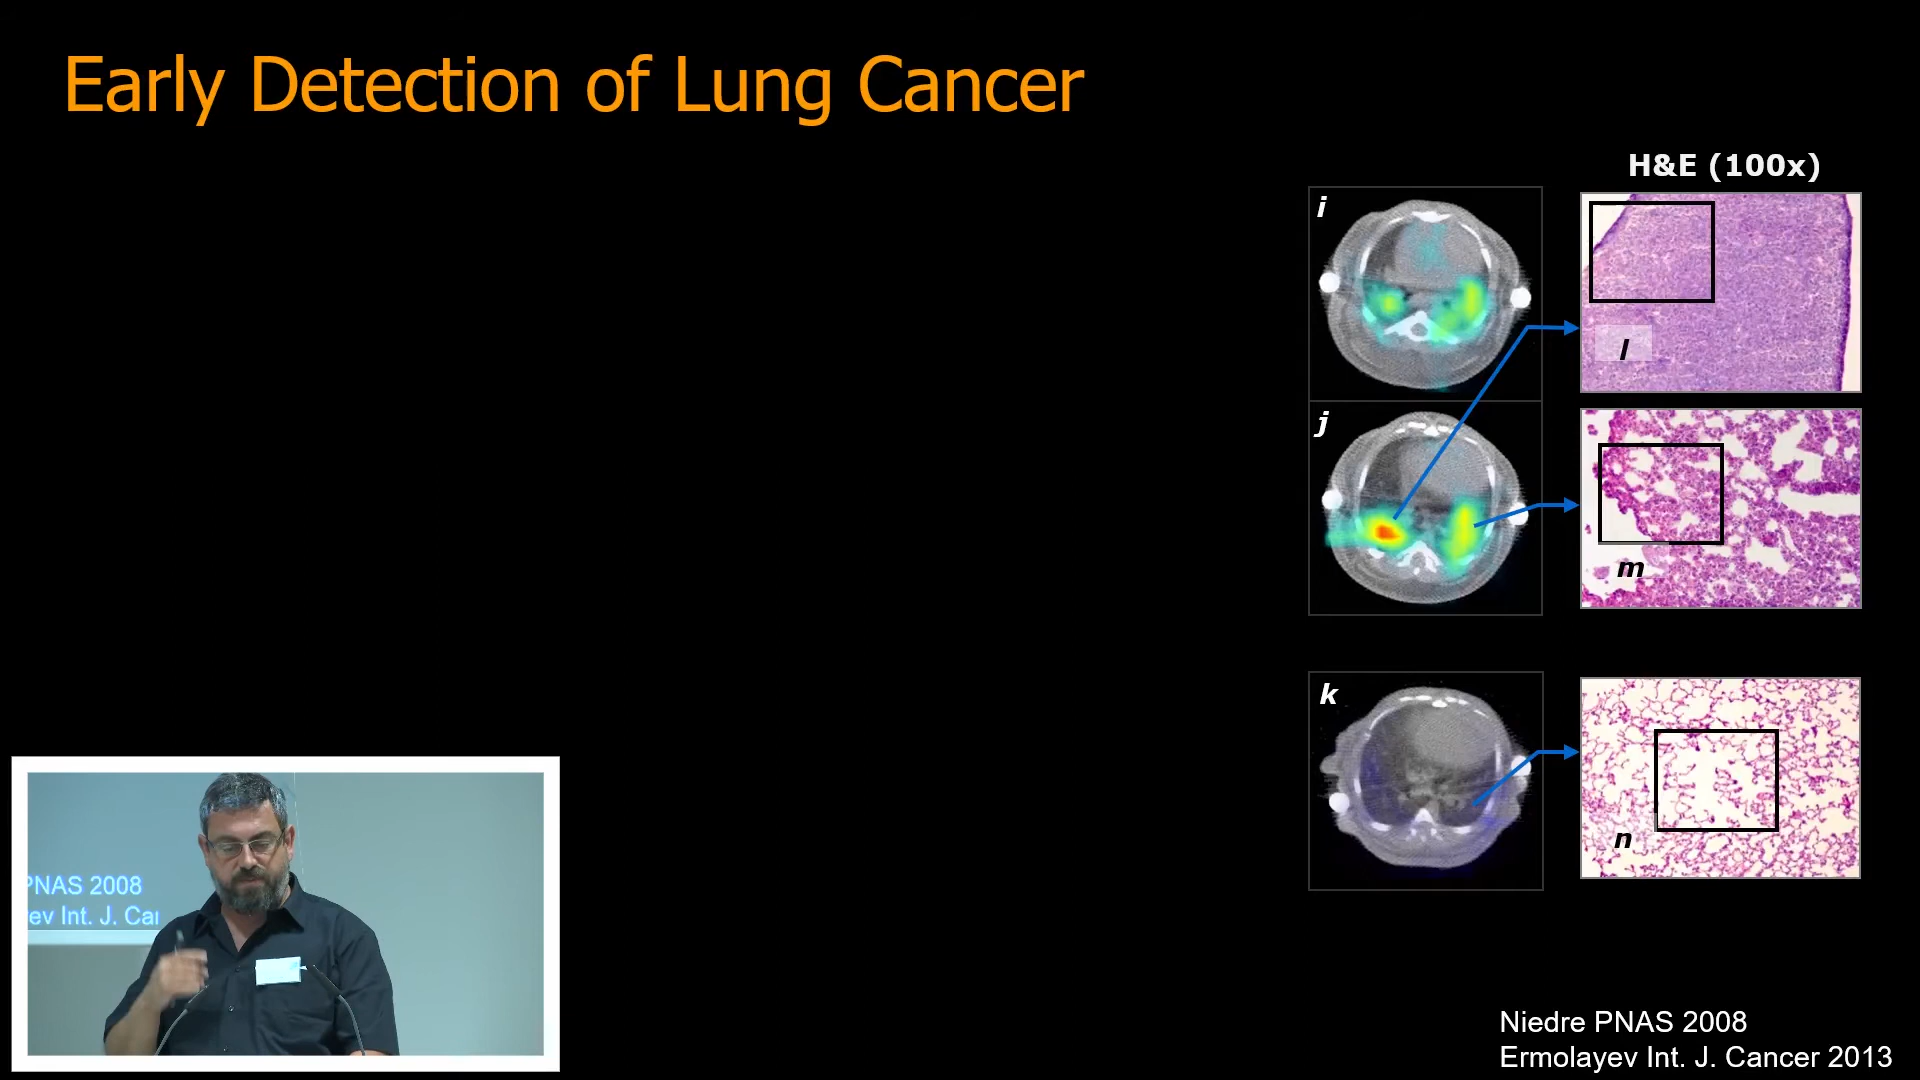 Early Detection of Lung Cancer
H&E (100x)
i
l
j
m
k
n
PNAS 2008
ev Int. J. Ca
Niedre PNAS 2008
Ermolayev Int. J. Cancer 2013